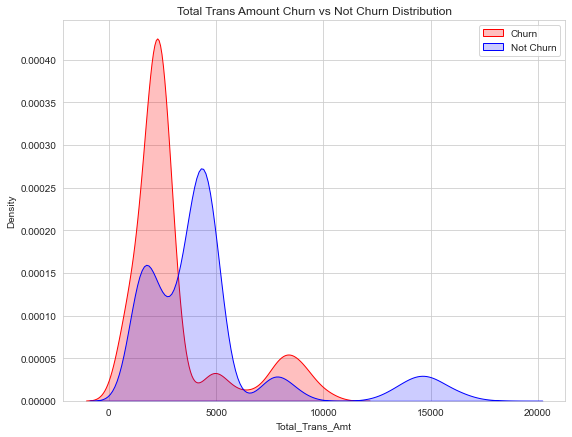 Total Trans Amount Churn vs Not Churn Distribution
Churn
Not Churn
0.00040
0.00035
0.00030
0.00025
0.00020
0.00015
0.00010
0.00005
0.00000
Density
0
5000
10000
15000
20000
Total_Trans_Amt